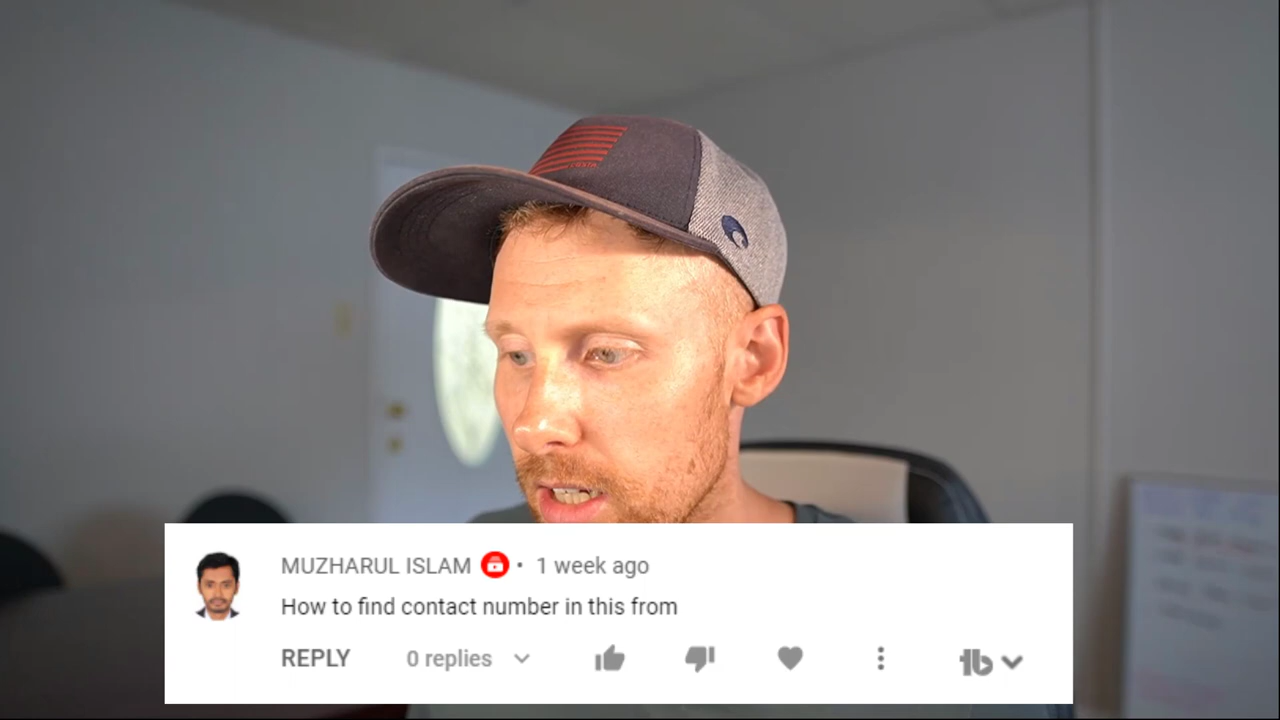 MUZHARUL ISLAM • 1 week ago
How to find contact number in this from
REPLY 0 replies